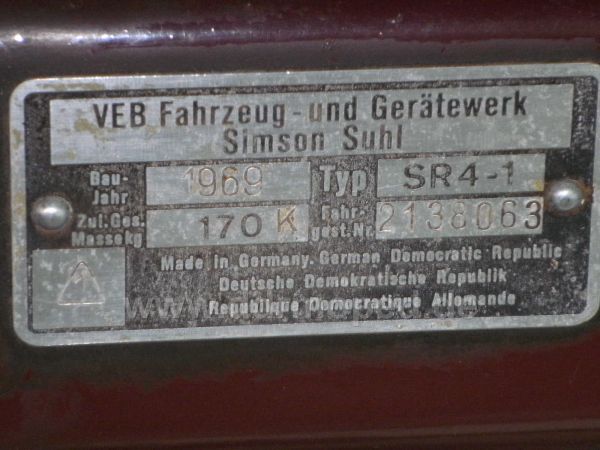 VEB Fahrzeug-und Gerätewerk
Simson Suhl
Bau-
Jahr
1969
Typ
SR4-1
Zul. Ges.
Masse kg
170 K
Fahr-
gest.Nr.
2138063
Made in Germany. German Democratic Republic
Deutsche Demokratische Republik
Republique Democratique Allemande